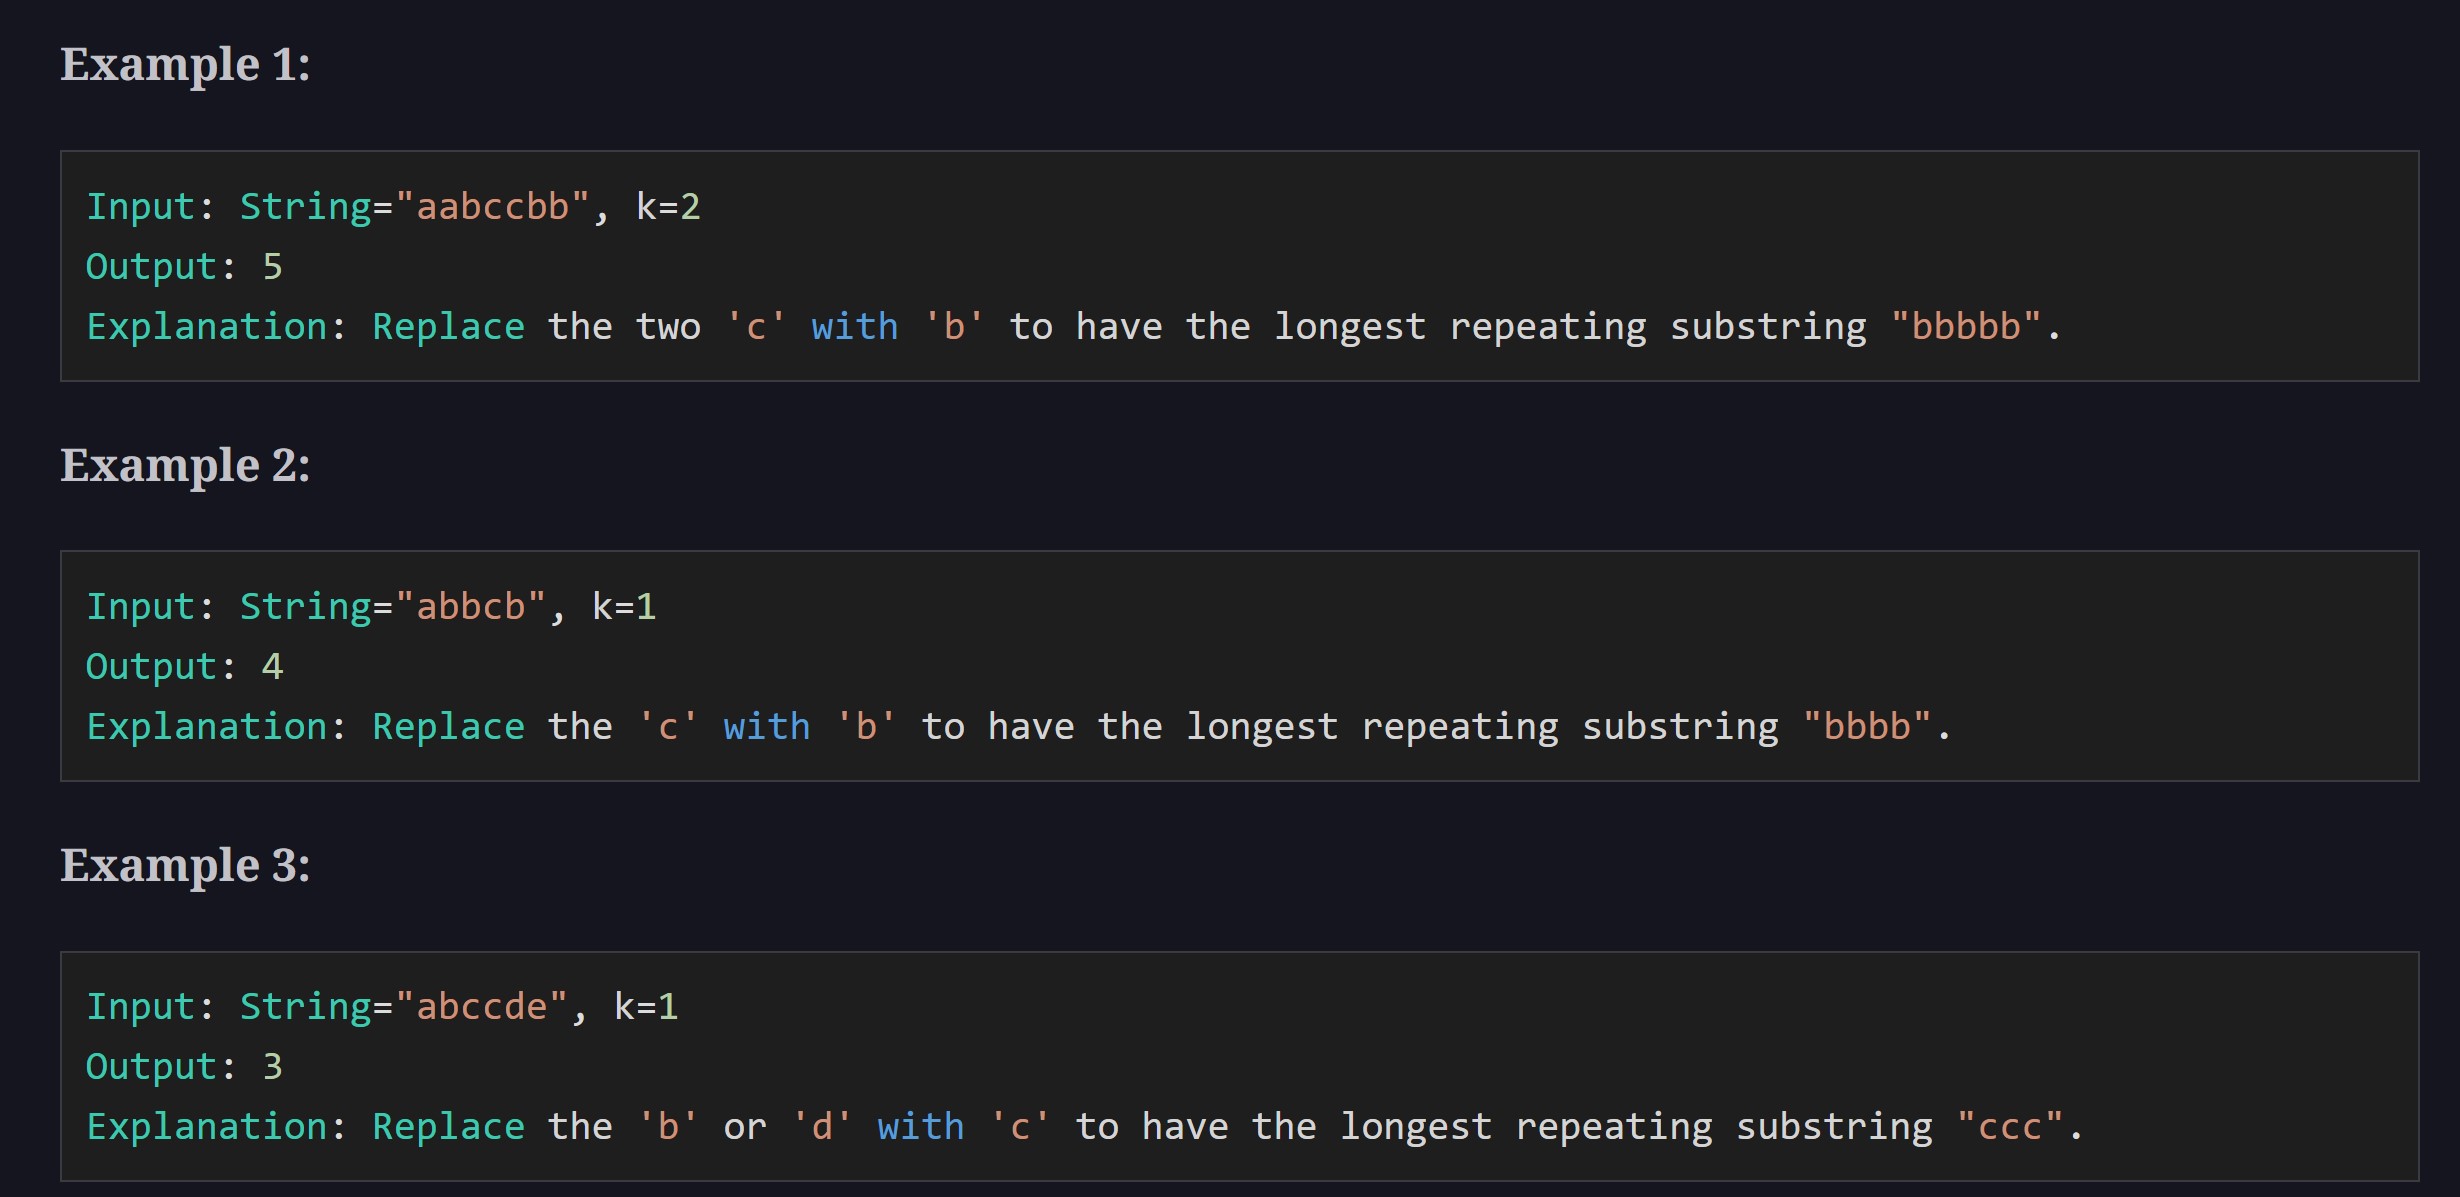 Example 1:
Input: String="aabccbb", k=2
Output: 5
Explanation: Replace the two 'c' with 'b' to have the longest repeating substring "bbbbb".
Example 2:
Input: String="abbcb", k=1
Output: 4
Explanation: Replace the 'c' with 'b' to have the longest repeating substring "bbbb".
Example 3:
Input: String="abccde", k=1
Output: 3
Explanation: Replace the 'b' or 'd' with 'c' to have the longest repeating substring "ccc".